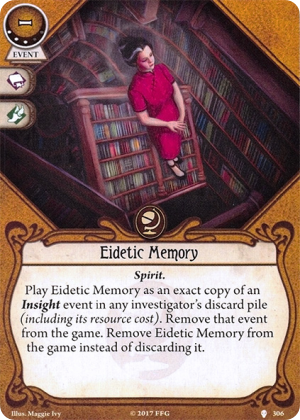 EVENT
Eidetic Memory
Spirit.
Play Eidetic Memory as an exact copy of an
Insight event in any investigator's discard pile
(including its resource cost). Remove that event
from the game. Remove Eidetic Memory from
the game instead of discarding it.
Illus. Maggie Ivy
© 2017 FFG
306